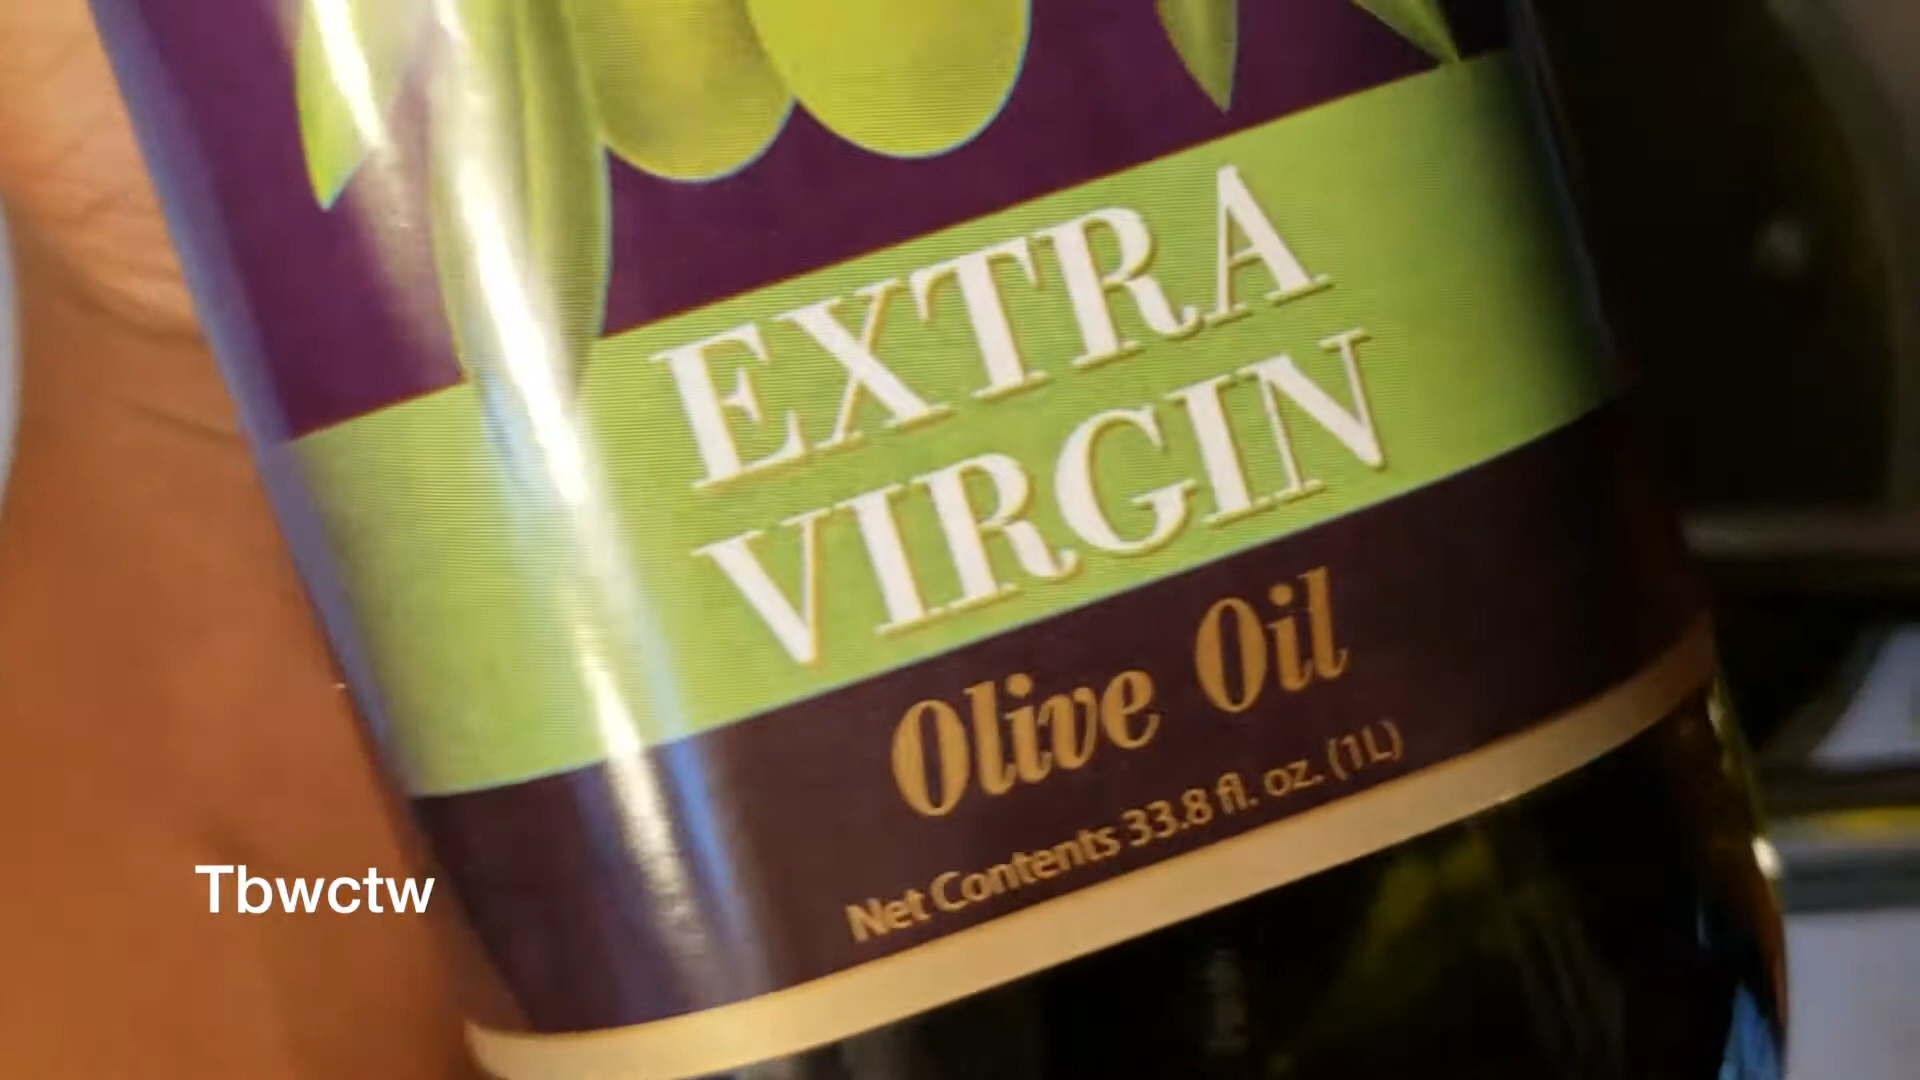 EXTRA
VIRGIN
Olive Oil
Net Contents 33.8 fl. oz. (1L)
Tbwctw